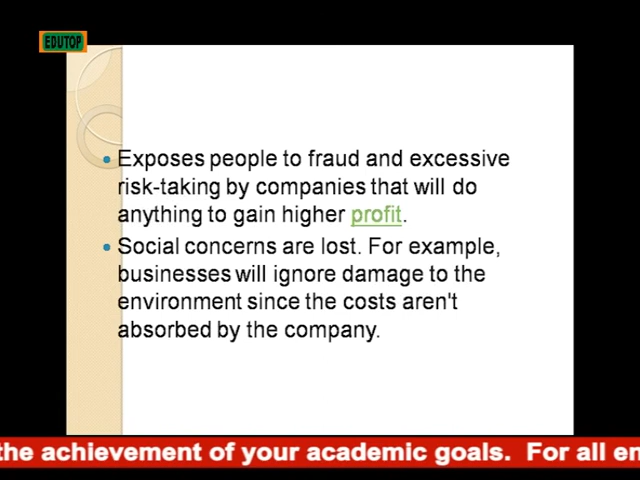 EDUTOP
• Exposes people to fraud and excessive
risk-taking by companies that will do
anything to gain higher profit.
• Social concerns are lost. For example,
businesses will ignore damage to the
environment since the costs aren't
absorbed by the company.
the achievement of your academic goals. For all en